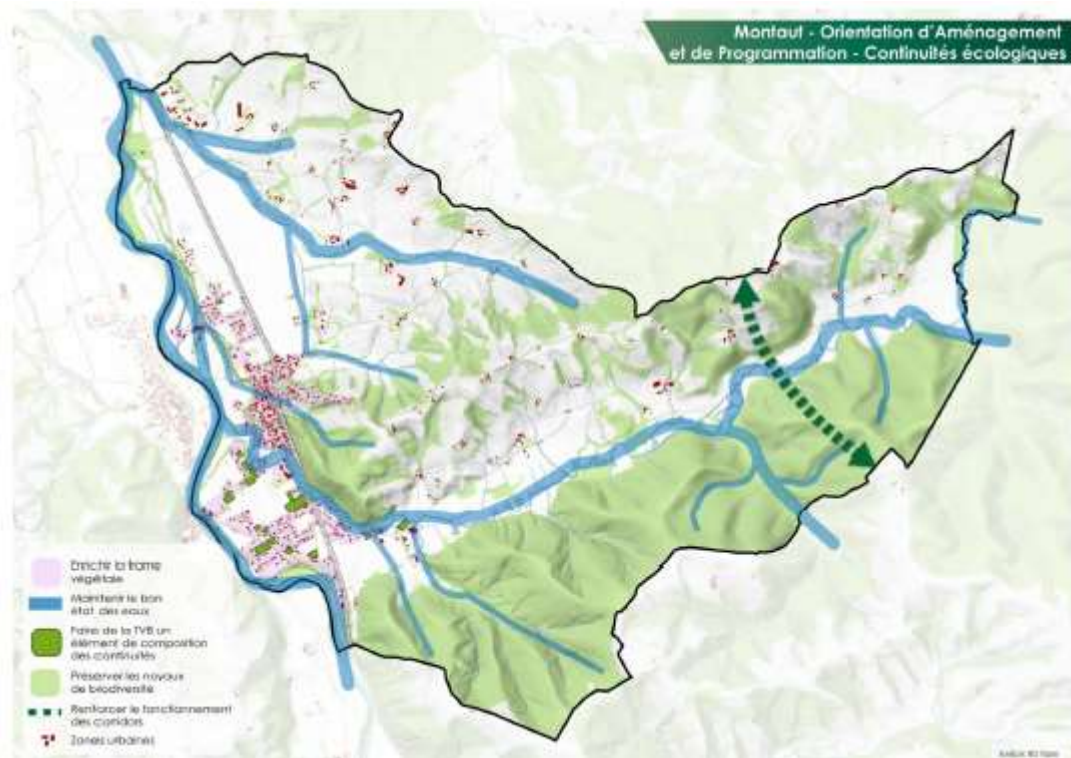 Montaut - Orientation d'Aménagement
et de Programmation - Continuités écologiques
Enrichir la trame
végétale
Maintenir le bon
état des eaux
Faire de la TVB un
élément de composition
des continuités
Préserver les noyaux
de biodiversité
Renforcer le fonctionnement
des corridors
Zones urbaines